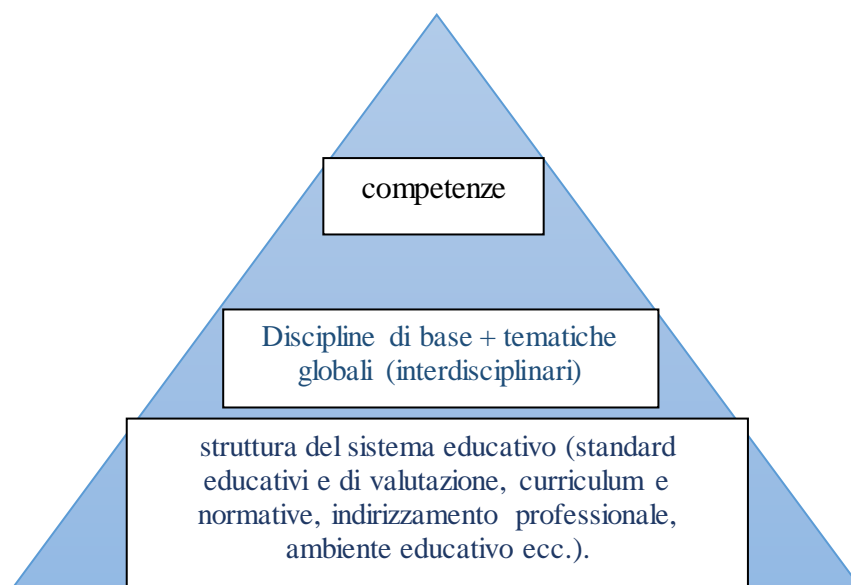 competenze
Discipline di base + tematiche
globali (interdisciplinari)
struttura del sistema educativo (standard
educativi e di valutazione, curriculum e
normative, indirizzamento professionale,
ambiente educativo ecc.).